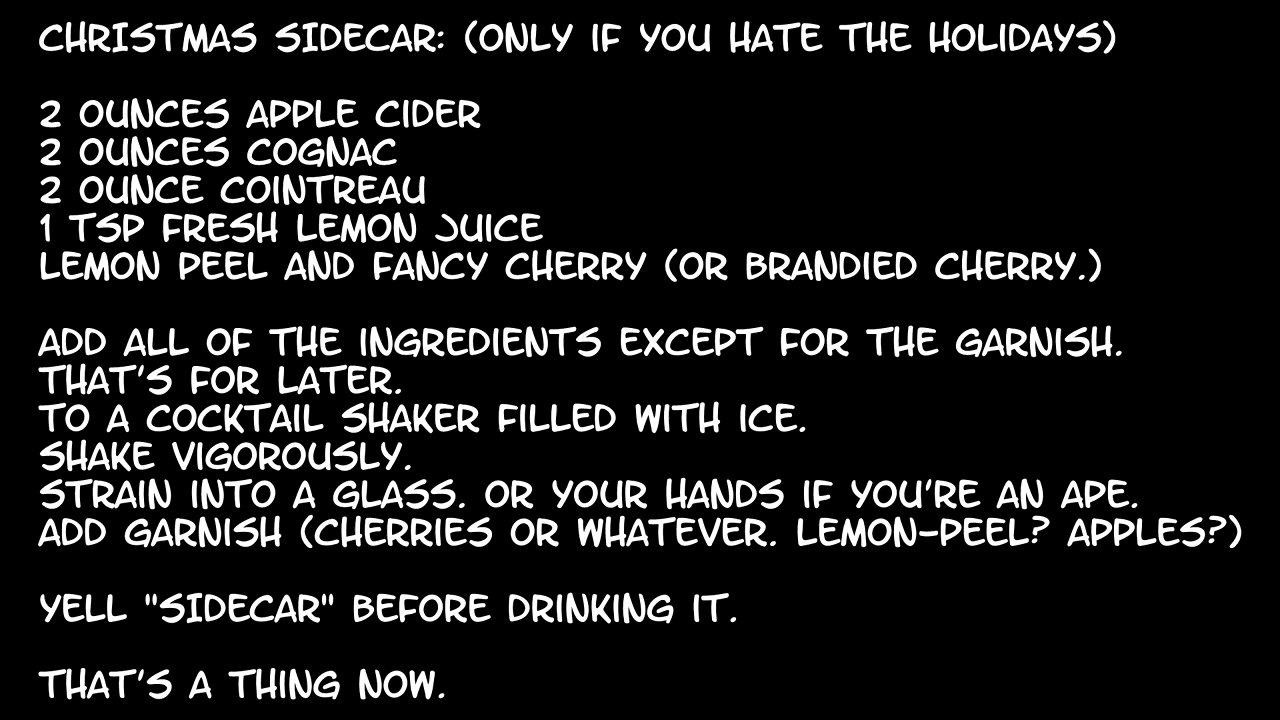 CHRISTMAS SIDECAR: (ONLY IF YOU HATE THE HOLIDAYS)
2 OUNCES APPLE CIDER
2 OUNCES COGNAC
2 OUNCE COINTREAU
1 TSP FRESH LEMON JUICE
LEMON PEEL AND FANCY CHERRY (OR BRANDIED CHERRY.)
ADD ALL OF THE INGREDIENTS EXCEPT FOR THE GARNISH.
THAT'S FOR LATER.
TO A COCKTAIL SHAKER FILLED WITH ICE.
SHAKE VIGOROUSLY.
STRAIN INTO A GLASS. OR YOUR HANDS IF YOU'RE AN APE.
ADD GARNISH (CHERRIES OR WHATEVER. LEMON-PEEL? APPLES?)
YELL "SIDECAR" BEFORE DRINKING IT.
THAT'S A THING NOW.